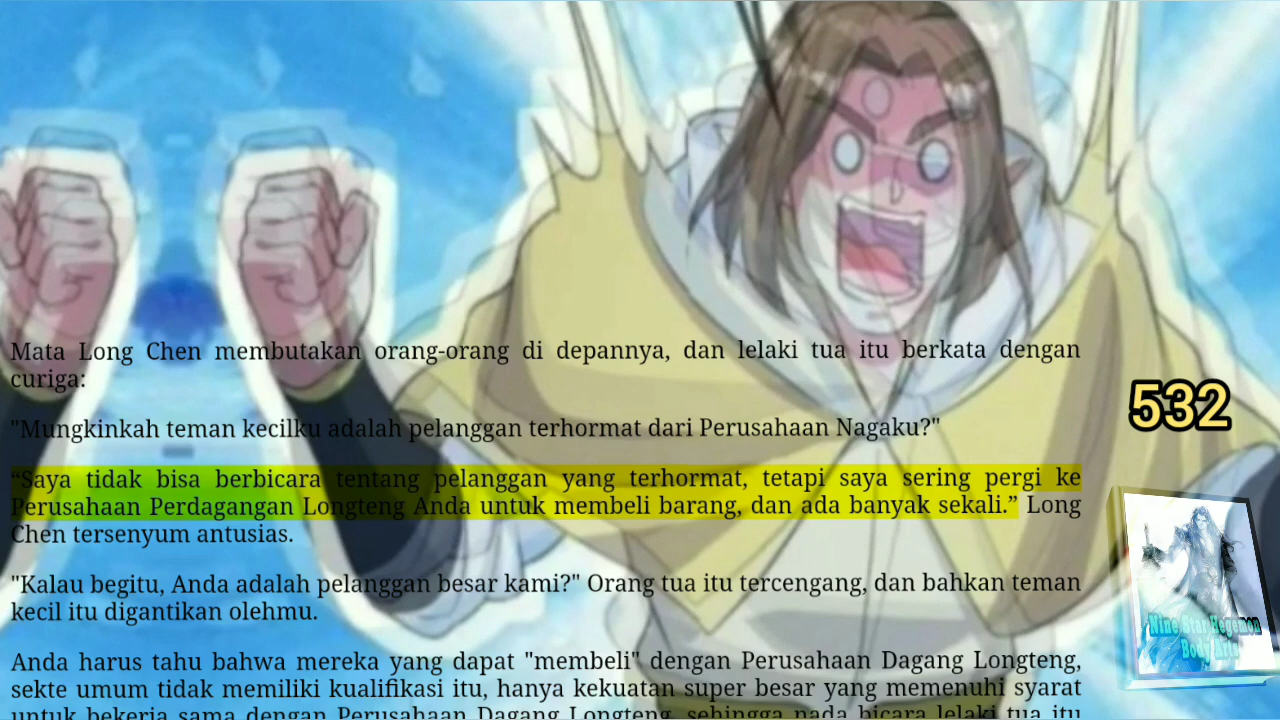 Mata Long Chen membutakan orang-orang di depannya, dan lelaki tua itu berkata dengan
curiga:
"Mungkinkah teman kecilku adalah pelanggan terhormat dari Perusahaan Nagaku?"
“Saya tidak bisa berbicara tentang pelanggan yang terhormat, tetapi saya sering pergi ke
Perusahaan Perdagangan Longteng Anda untuk membeli barang, dan ada banyak sekali.” Long
Chen tersenyum antusias.
"Kalau begitu, Anda adalah pelanggan besar kami?" Orang tua itu tercengang, dan bahkan teman
kecil itu digantikan olehmu.
Anda harus tahu bahwa mereka yang dapat "membeli" dengan Perusahaan Dagang Longteng,
sekte umum tidak memiliki kualifikasi itu, hanya kekuatan super besar yang memenuhi syarat
untuk bekerja sama dengan Perusahaan Dagang Longteng, sehingga nada bicara lelaki tua itu
532
Nine Star Hegemon
Body Arts